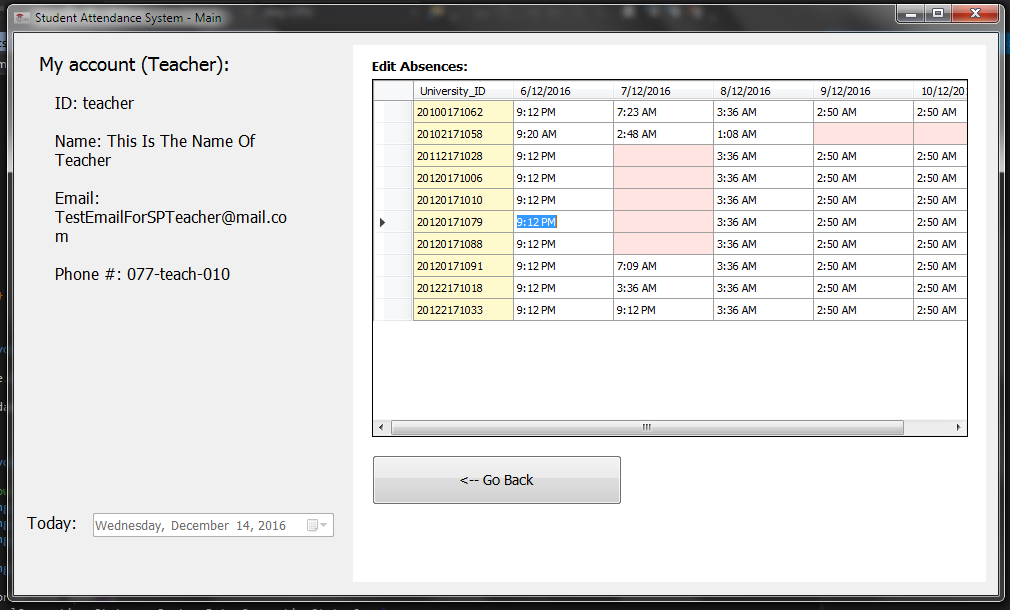 Student Attendance System - Main
My account (Teacher):
ID: teacher
Name: This Is The Name Of
Teacher
Email:
TestEmailForSPTeacher@mail.co
m
Phone #: 077-teach-010
Today:
Wednesday, December 14, 2016
Edit Absences:
University_ID 6/12/2016 7/12/2016 8/12/2016 9/12/2016 10/12/201
20100171062 9:12 PM 7:23 AM 3:36 AM 2:50 AM 2:50 AM
20102171058 9:20 AM 2:48 AM 1:08 AM
20112171028 9:12 PM 3:36 AM 2:50 AM 2:50 AM
20120171006 9:12 PM 3:36 AM 2:50 AM 2:50 AM
20120171010 9:12 PM 3:36 AM 2:50 AM 2:50 AM
20120171079 9:12 PM 3:36 AM 2:50 AM 2:50 AM
20120171088 9:12 PM 3:36 AM 2:50 AM 2:50 AM
20120171091 9:12 PM 7:09 AM 3:36 AM 2:50 AM 2:50 AM
20122171018 9:12 PM 3:36 AM 3:36 AM 2:50 AM 2:50 AM
20122171033 9:12 PM 9:12 PM 3:36 AM 2:50 AM 2:50 AM
<-- Go Back